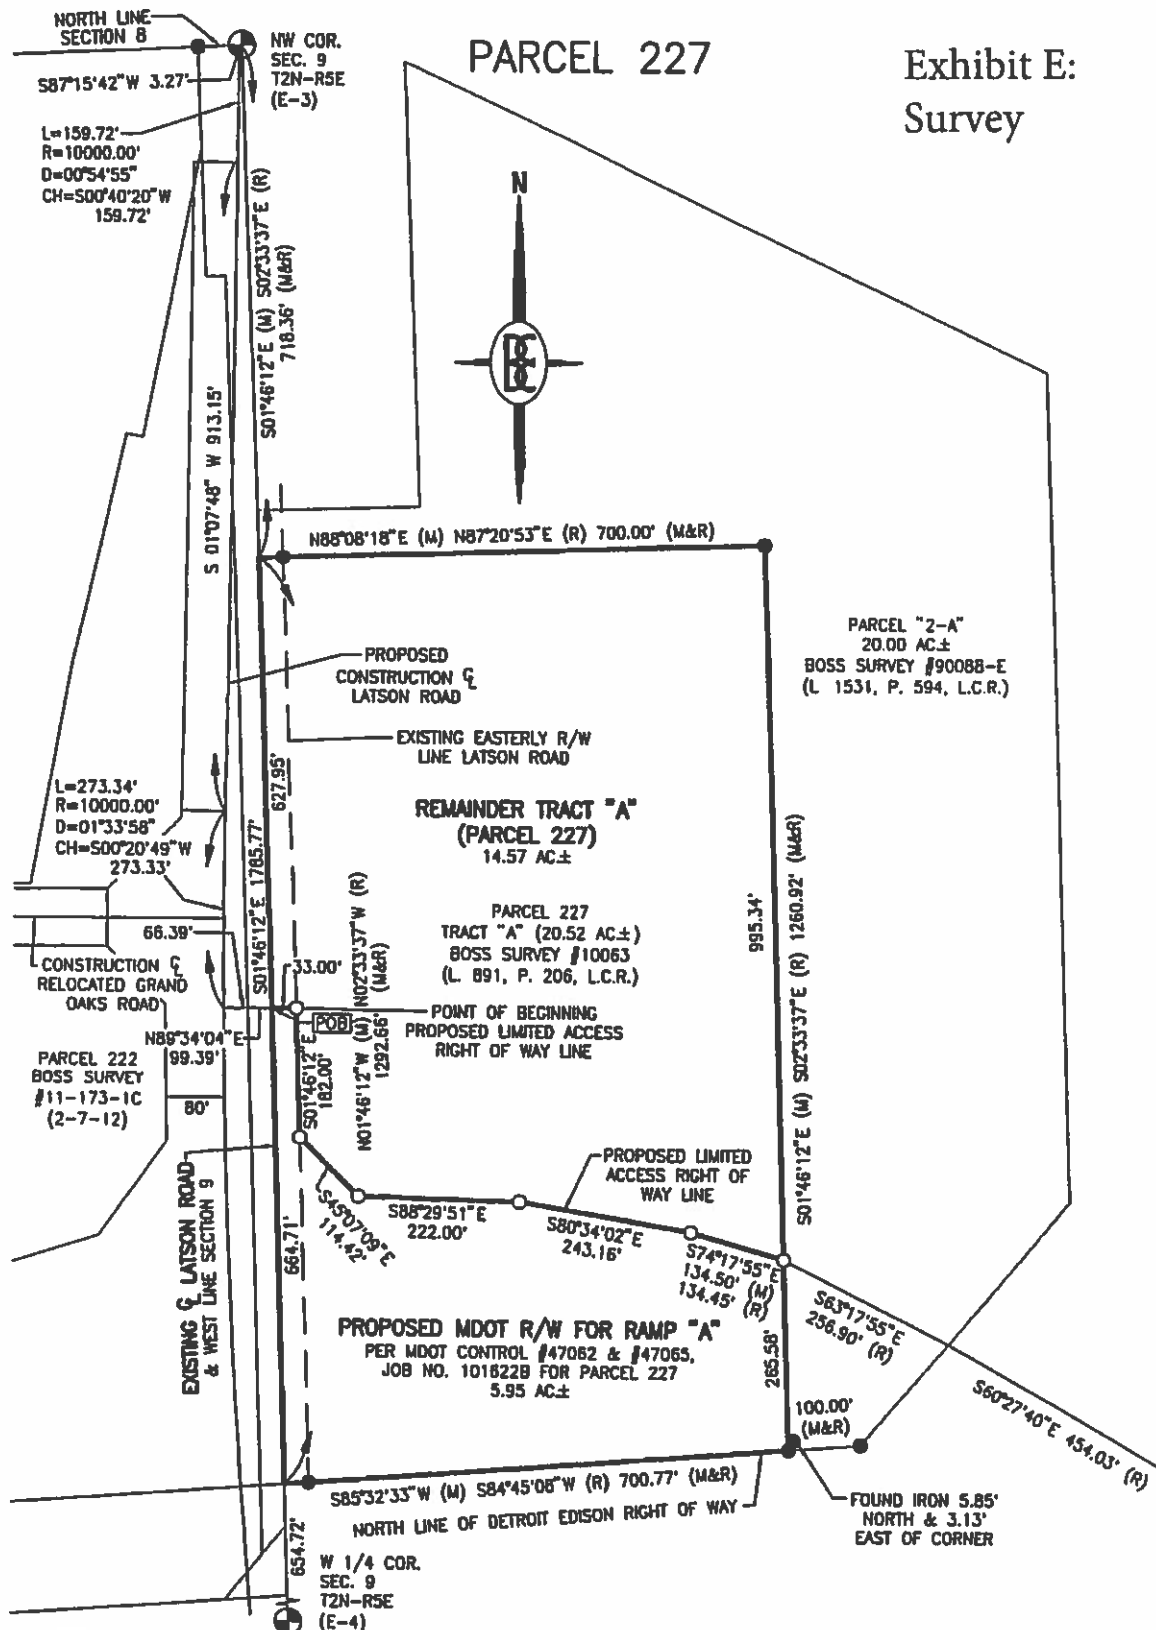 NORTH LINE
SECTION 8
NW COR.
SEC. 9
T2N-R5E
(E-3)
PARCEL 227
Exhibit E:
Survey
S87°15'42"W 3.27'
L=159.72'
R=10000.00'
D=00°54'55"
CH=S00°40'20"W
159.72'
S01°46'12"E (M) S02°33'37"E (R)
718.36' (M&R)
N
S 01°07'48" W 913.15'
N88°08'18"E (M) N87°20'53"E (R) 700.00' (M&R)
PARCEL "2-A"
20.00 AC.±
BOSS SURVEY #90088-E
(L 1531, P. 594, L.C.R.)
PROPOSED
CONSTRUCTION ℄
LATSON ROAD
EXISTING EASTERLY R/W
LINE LATSON ROAD
627.95'
L=273.34'
R=10000.00'
D=01°33'58"
CH=S00°20'49"W
273.33'
S01°46'12"E 1785.77'
REMAINDER TRACT "A"
(PARCEL 227)
14.57 AC.±
PARCEL 227
TRACT "A" (20.52 AC.±)
BOSS SURVEY #10063
(L. 891, P. 206, L.C.R.)
995.34'
S01°46'12"E (M) S02°33'37"E (R) 1260.92' (M&R)
66.39'
CONSTRUCTION ℄
RELOCATED GRAND
OAKS ROAD
33.00'
POINT OF BEGINNING
PROPOSED LIMITED ACCESS
RIGHT OF WAY LINE
POB
N89°34'04"E
99.39'
PARCEL 222
BOSS SURVEY
#11-173-1C
(2-7-12)
80'
S01°46'12"E
182.00'
N01°46'12"W (M) N02°33'37"W (R)
1292.66' (M&R)
PROPOSED LIMITED
ACCESS RIGHT OF
WAY LINE
EXISTING ℄ LATSON ROAD
& WEST LINE SECTION 9
664.71'
S45°07'09"E
114.42'
S88°29'51"E
222.00'
S80°34'02"E
243.16'
S74°17'55"E
134.50' (M)
134.45' (R)
S63°17'55"E
256.90' (R)
S60°27'40"E 454.03' (R)
PROPOSED MDOT R/W FOR RAMP "A"
PER MDOT CONTROL #47062 & #47065,
JOB NO. 101622B FOR PARCEL 227
5.95 AC±
265.58'
100.00'
(M&R)
S85°32'33"W (M) S84°45'08"W (R) 700.77' (M&R)
NORTH LINE OF DETROIT EDISON RIGHT OF WAY
FOUND IRON 5.85'
NORTH & 3.13'
EAST OF CORNER
654.72'
W 1/4 COR.
SEC. 9
T2N-R5E
(E-4)